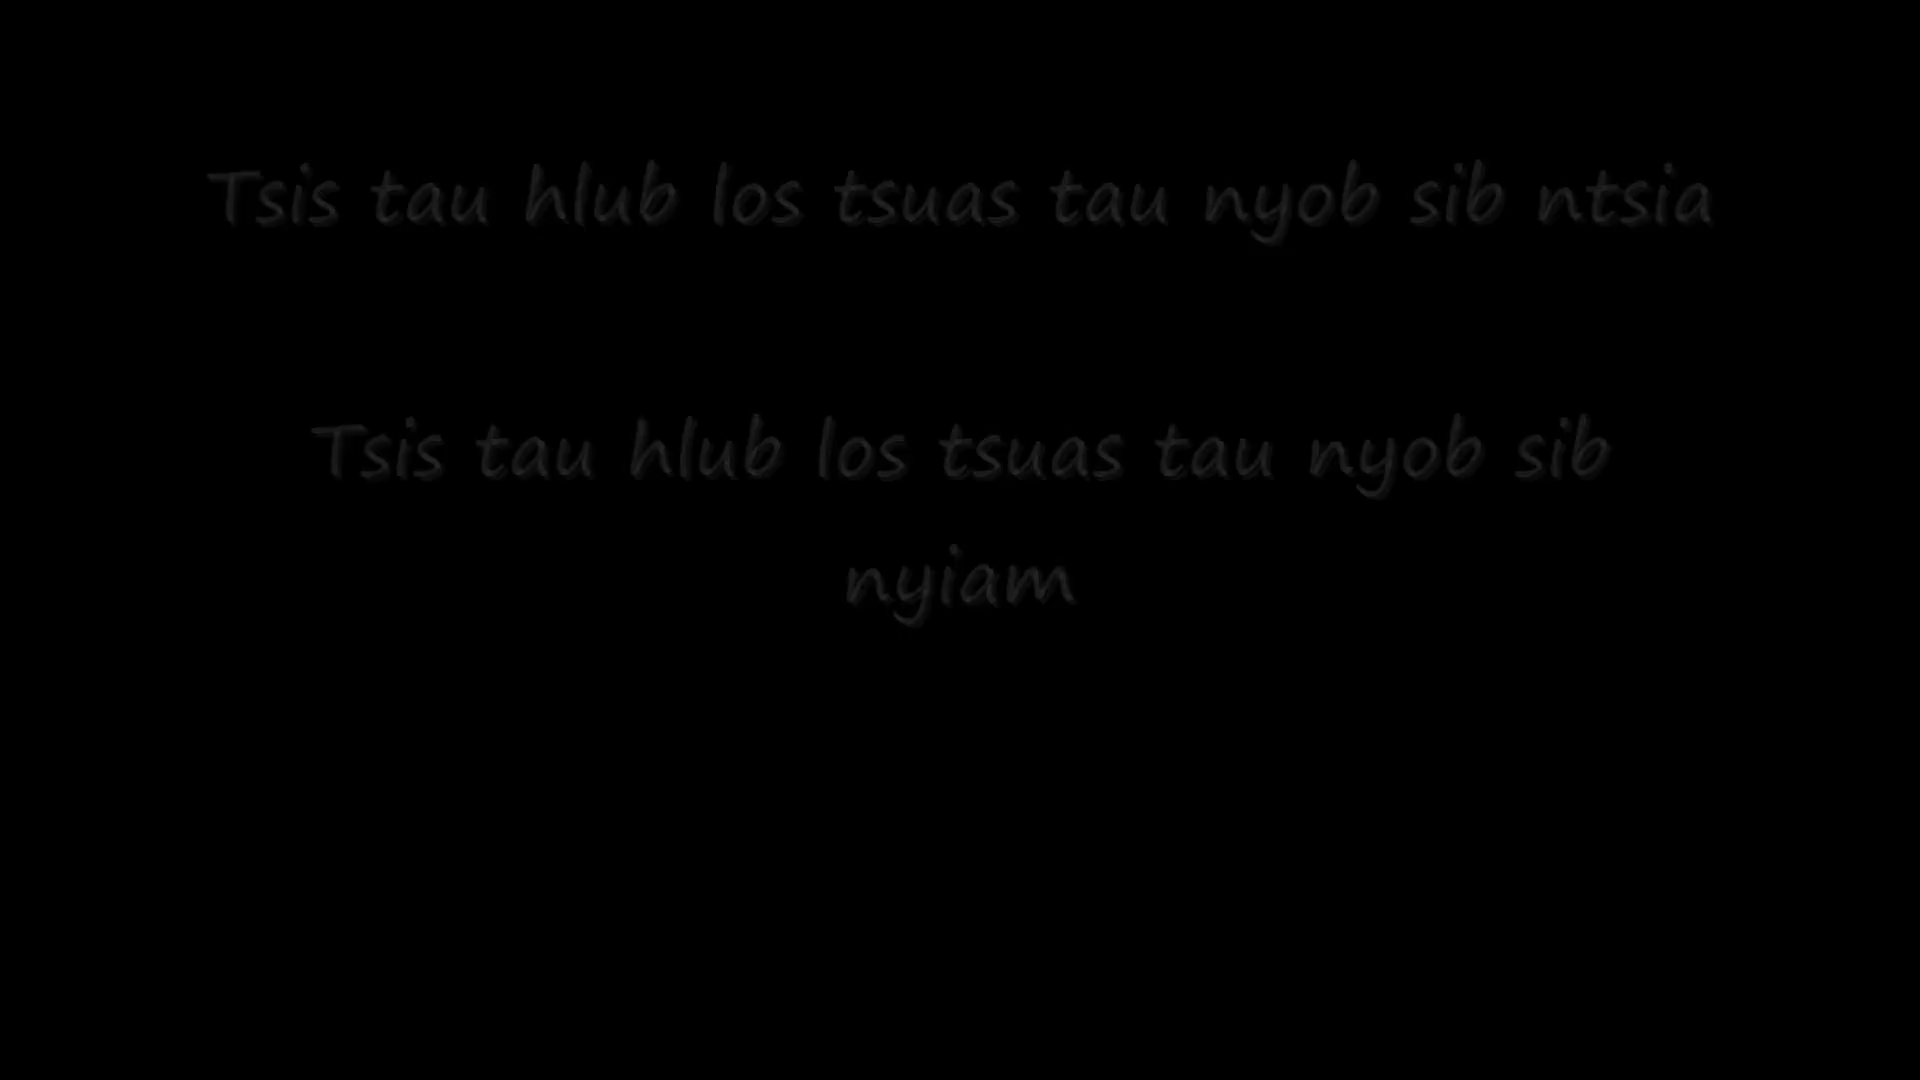 Tsis tau hlub los tsuas tau nyob sib ntsia
Tsis tau hlub los tsuas tau nyob sib
nyiam